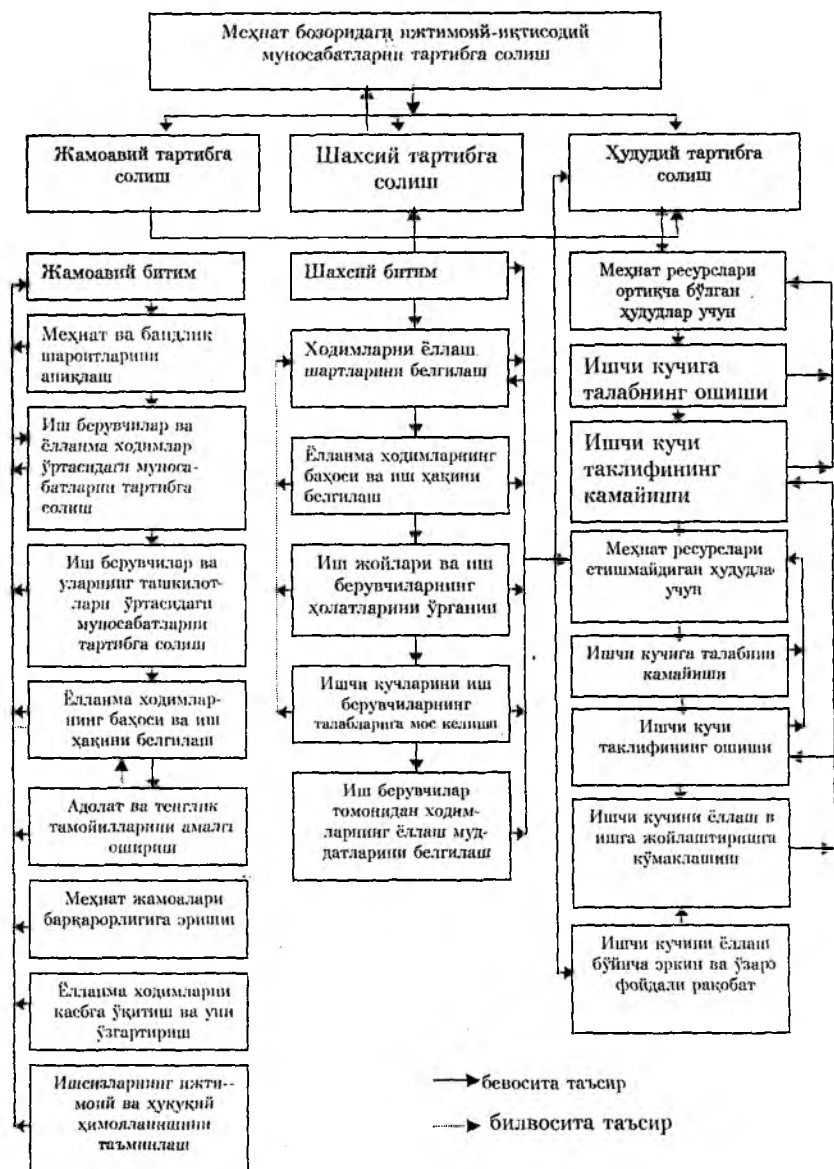 Меҳнат бозоридаги ижтимоий-иқтисодий
муносабатларни тартибга солиш
Жамоавий тартибга
солиш
Шахсий тартибга
солиш
Ҳудудий тартибга
солиш
Жамоавий битим
Меҳнат ва бандлик
шароитларини
аниқлаш
Иш берувчилар ва
ёлланма ходимлар
ўртасидаги муноса-
батларни тартибга
солиш
Иш берувчилар ва
уларнинг ташкилот-
лари ўртасидаги
муносабатларни
тартибга солиш
Ёлланма ходимлар-
нинг баҳоси ва иш
ҳақини белгилаш
Адолат ва тенглик
тамойилларини амалга
ошириш
Меҳнат жамоалари
барқарорлигига эришиш
Ёлланма ходимларни
касбга ўқитиш ва уни
ўзгартириш
Ишсизларнинг ижти-
моий ва ҳуқуқий
ҳимояланишини
таъминлаш
Шахсий битим
Ходимларни ёллаш
шартларини белгилаш
Ёлланма ходимларнинг
баҳоси ва иш ҳақини
белгилаш
Иш жойлари ва иш
берувчиларнинг
ҳолатларини ўрганиш
Ишчи кучларини иш
берувчиларнинг
талабларига мос келиши
Иш берувчилар
томонидан ходим-
ларнинг ёллаш муд-
датларини белгилаш
Меҳнат ресурслари
ортиқча бўлган
ҳудудлар учун
Ишчи кучига
талабнинг ошиши
Ишчи кучи
таклифининг
камайиши
Меҳнат ресурслари
етишмайдиган ҳудудла
учун
Ишчи кучига талабнин
камайиши
Ишчи кучи
таклифининг ошиши
Ишчи кучини ёллаш в
ишга жойлаштиришга
кўмаклашиш
Ишчи кучини ёллаш
бўйича эркин ва ўзаро
фойдали рақобат
бевосита таъсир
билвосита таъсир